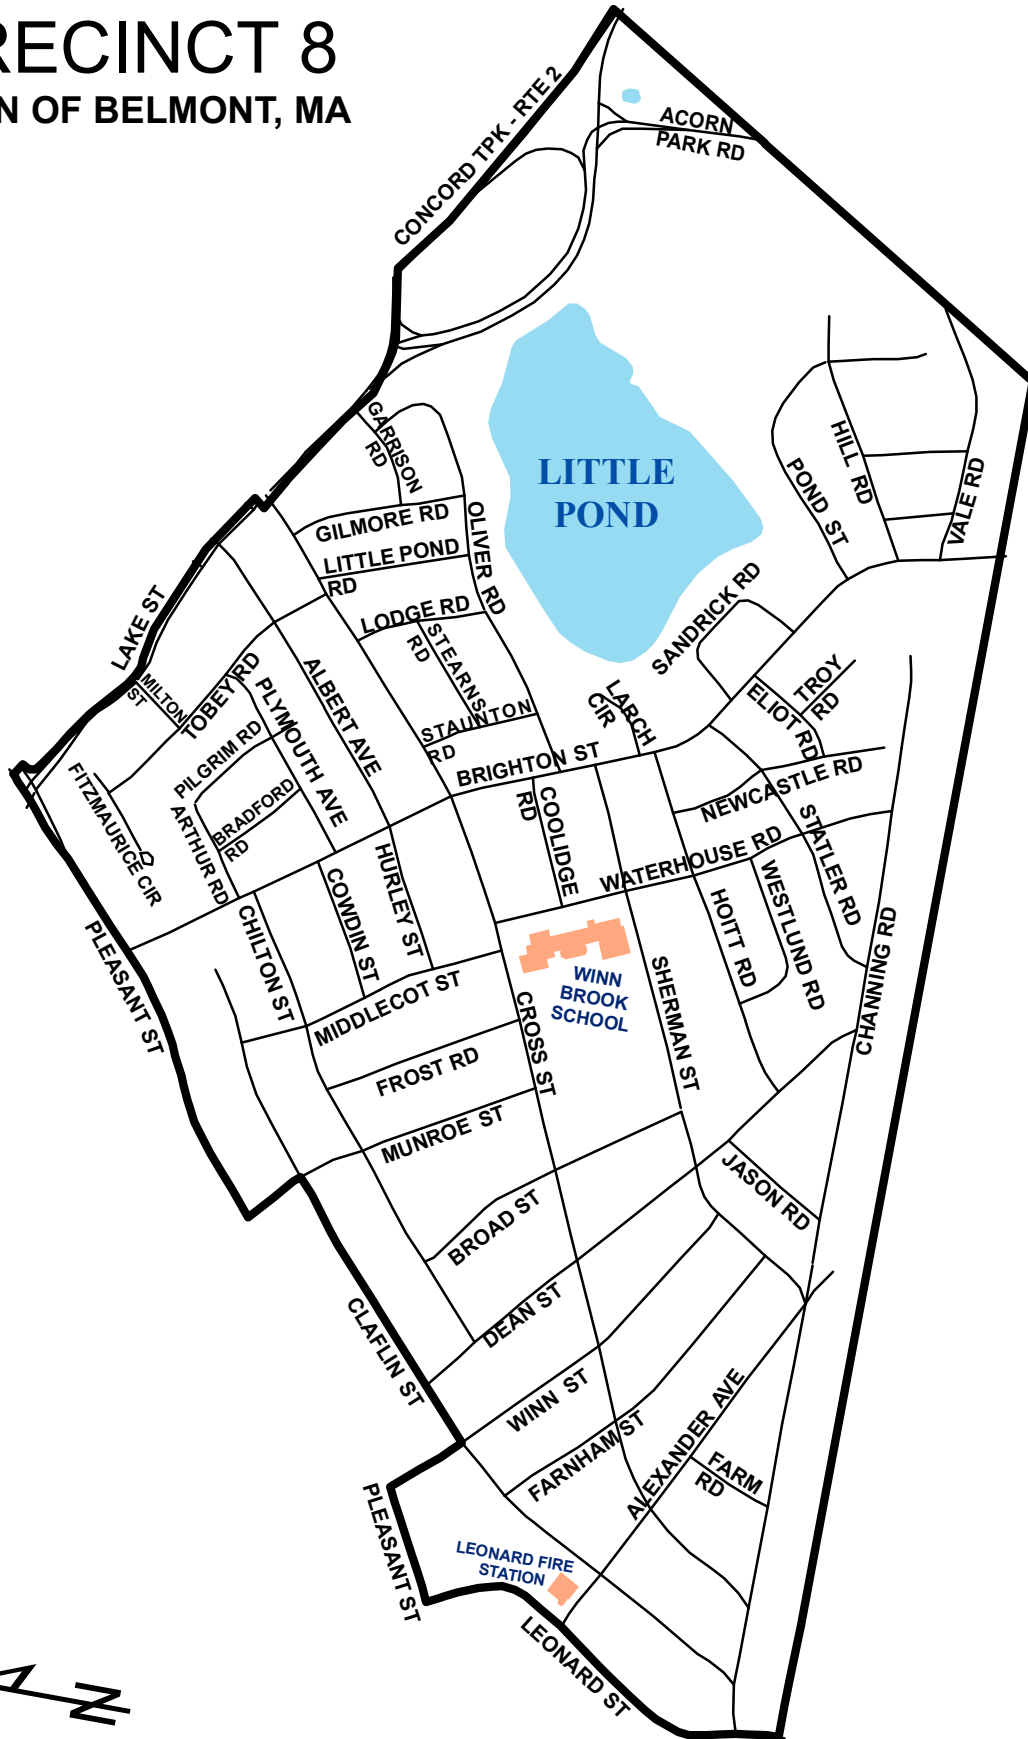 RECINCT 8
N OF BELMONT, MA
CONCORD TPK - RTE 2
ACORN
PARK RD
GARRISON
RD
LITTLE
POND
HILL RD
POND ST
VALE RD
GILMORE RD
OLIVER RD
LITTLE POND
RD
LODGE RD
STEARNS
RD
SANDRICK RD
LAKE ST
MILTON
ST
TOBEY RD
PLYMOUTH AVE
ALBERT AVE
STAUNTON
RD
LARCH
CIR
ELIOT RD
TROY
RD
PILGRIM RD
BRIGHTON ST
NEWCASTLE RD
FITZMAURICE CIR
ARTHUR RD
BRADFORD
RD
COOLIDGE
RD
STATLER RD
WATERHOUSE RD
HURLEY ST
COWDIN ST
CHILTON ST
HOITT RD
WESTLUND RD
PLEASANT ST
CHANNING RD
WINN
BROOK
SCHOOL
SHERMAN ST
MIDDLECOT ST
CROSS ST
FROST RD
MUNROE ST
JASON RD
BROAD ST
CLAFLIN ST
DEAN ST
WINN ST
ALEXANDER AVE
FARNHAM ST
FARM
RD
PLEASANT ST
LEONARD FIRE
STATION
LEONARD ST
N